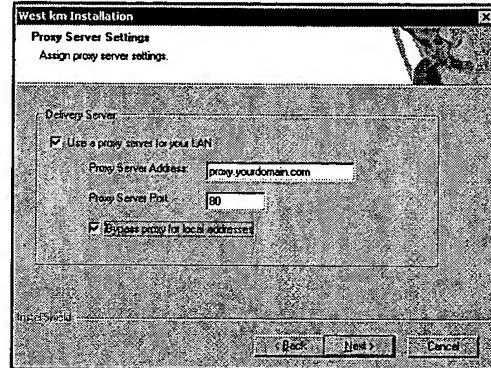 West km Installation
Proxy Server Settings
Assign proxy server settings.
Delivery Server:
Use a proxy server for your LAN
Proxy Server Address:
proxy.yourdomain.com
Proxy Server Port:
80
Bypass proxy for local addresses
InstallShield
< Back
Next >
Cancel